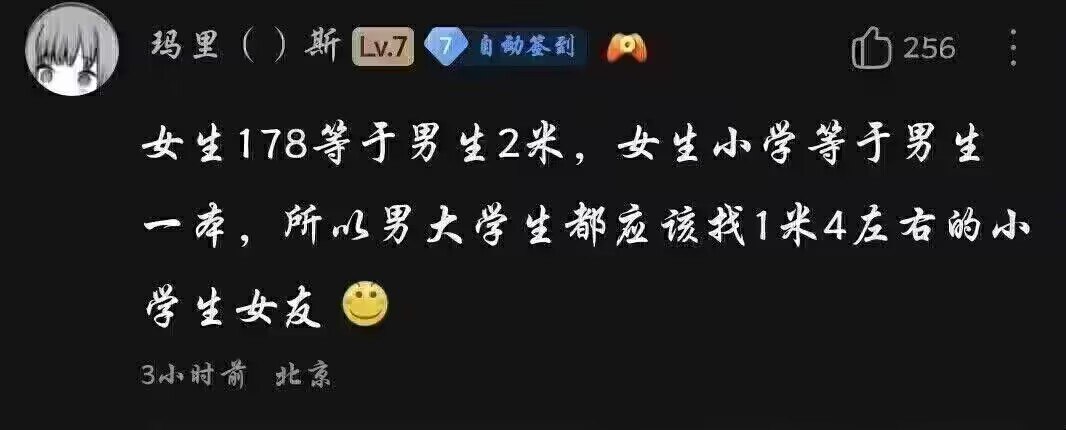 玛里（）斯 Lv.7 7 自动签到 256
女生178等于男生2米，女生小学等于男生
一本，所以男大学生都应该找1米4左右的小
学生女友
3小时前 北京